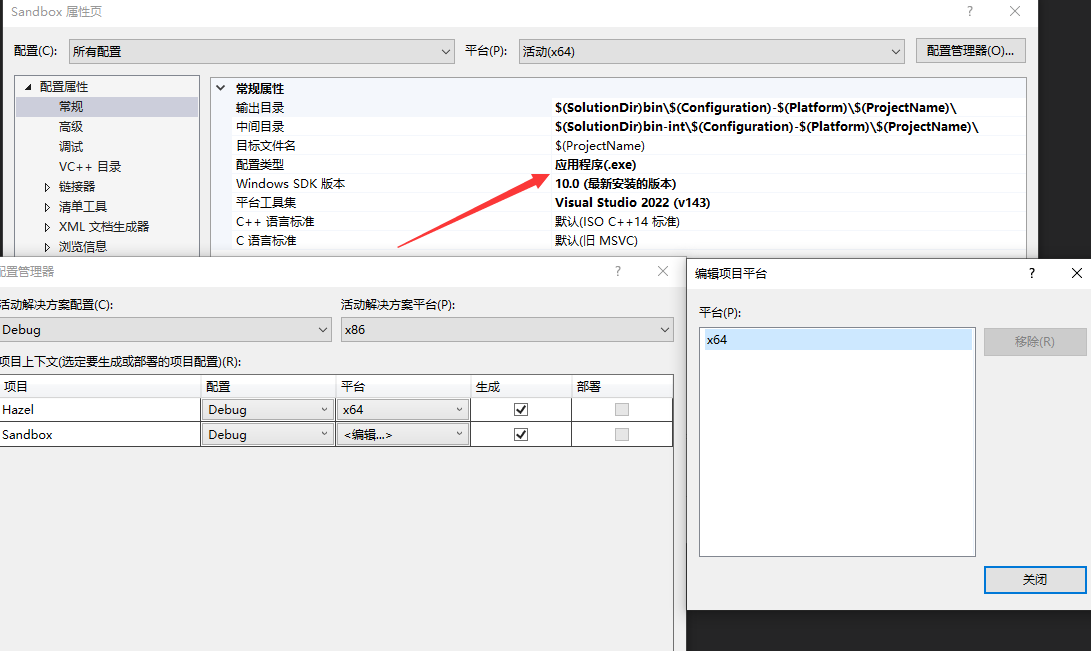 Sandbox 属性页
配置(C): 所有配置 平台(P): 活动(x64) 配置管理器(O)...
配置属性
常规
高级
调试
VC++ 目录
链接器
清单工具
XML 文档生成器
浏览信息
常规属性
输出目录 $(SolutionDir)bin\$(Configuration)-$(Platform)\$(ProjectName)\
中间目录 $(SolutionDir)bin-int\$(Configuration)-$(Platform)\$(ProjectName)\
目标文件名 $(ProjectName)
配置类型 应用程序(.exe)
Windows SDK 版本 10.0 (最新安装的版本)
平台工具集 Visual Studio 2022 (v143)
C++ 语言标准 默认(ISO C++14 标准)
C 语言标准 默认(旧 MSVC)
配置管理器
活动解决方案配置(C): 活动解决方案平台(P):
Debug x86
项目上下文(选定要生成或部署的项目配置)(R):
项目 配置 平台 生成 部署
Hazel Debug x64
Sandbox Debug <编辑...>
编辑项目平台
平台(P):
x64
移除(R)
关闭